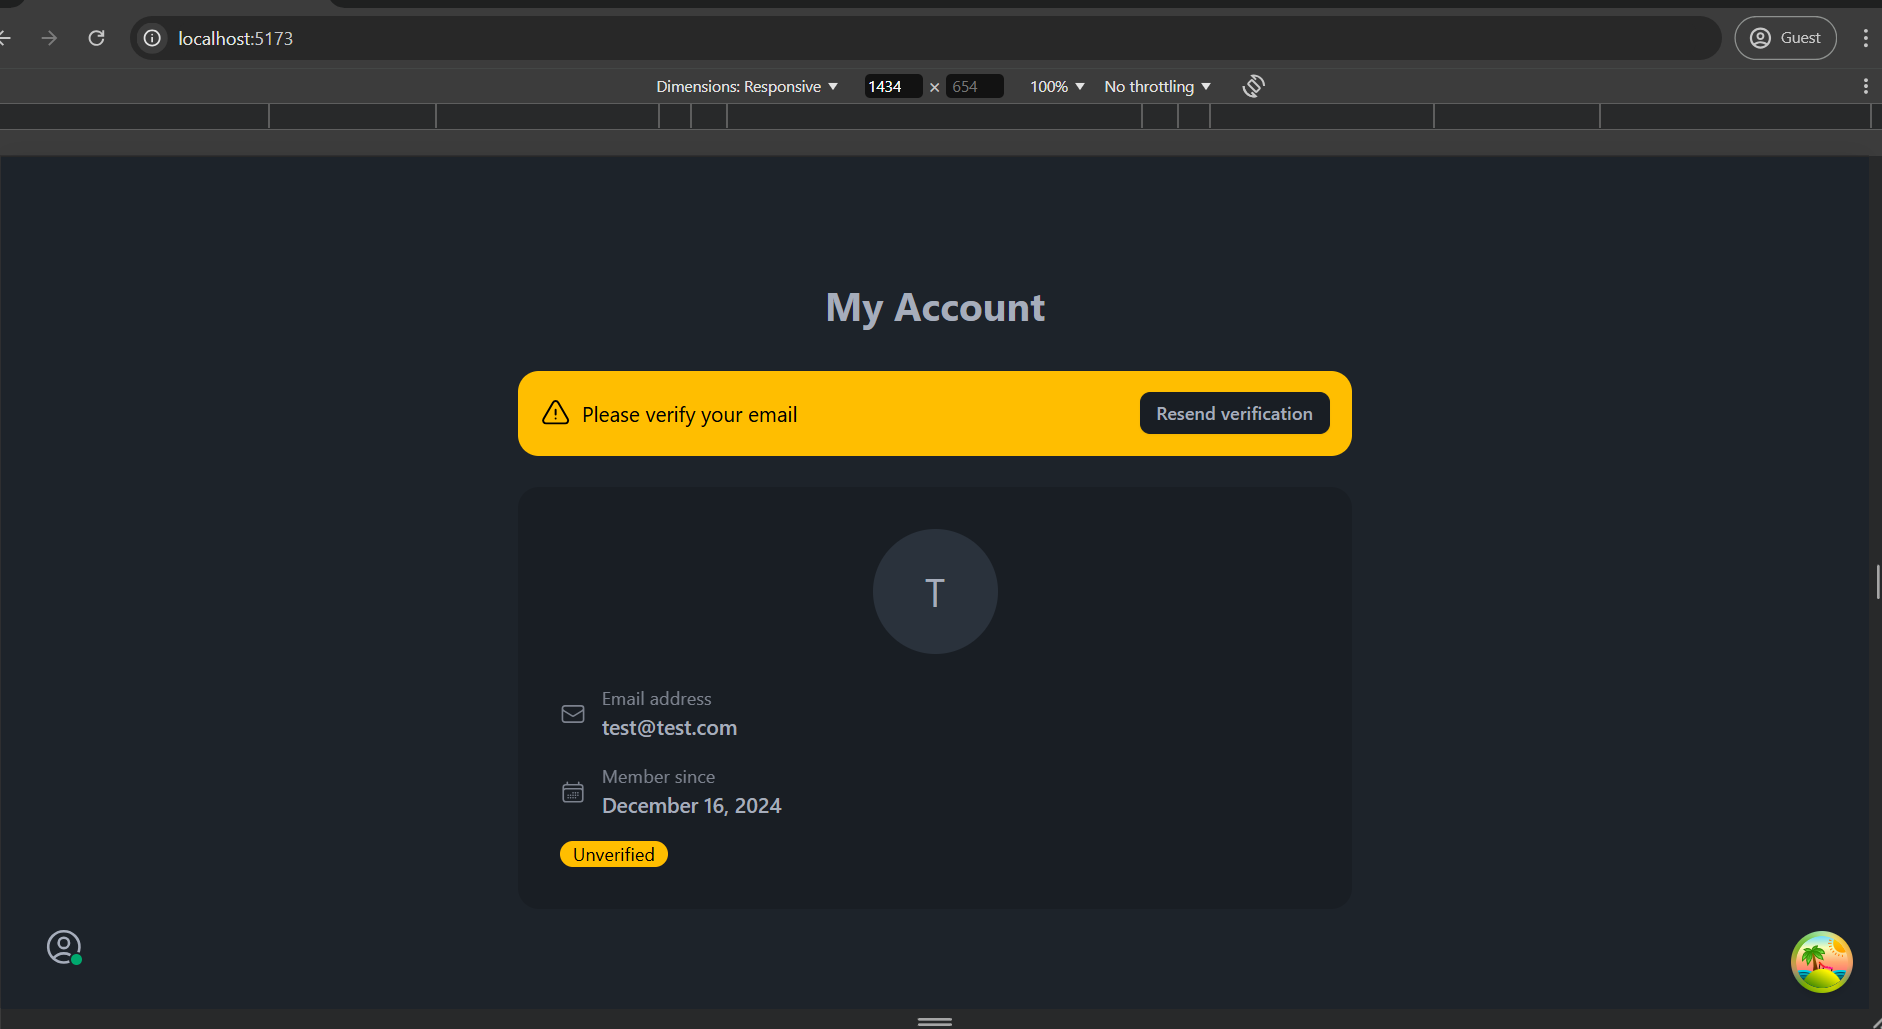 localhost:5173
Guest
Dimensions: Responsive 1434 × 654 100% No throttling
My Account
Please verify your email
Resend verification
T
Email address
test@test.com
Member since
December 16, 2024
Unverified